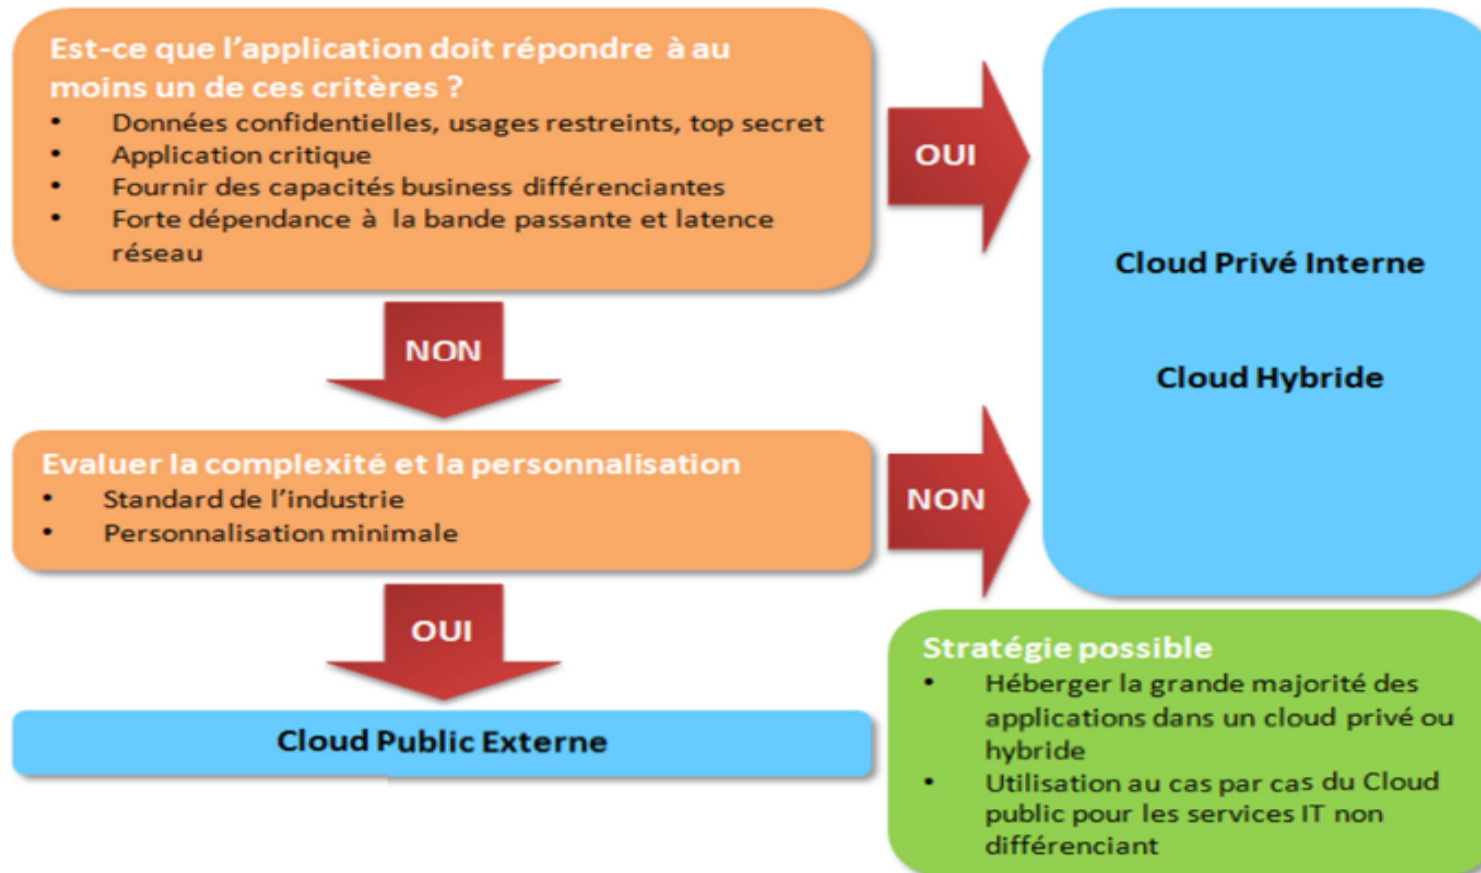 Est-ce que l'application doit répondre à au
moins un de ces critères ?
• Données confidentielles, usages restreints, top secret
• Application critique
• Fournir des capacités business différenciantes
• Forte dépendance à la bande passante et latence
réseau
OUI
Cloud Privé Interne
Cloud Hybride
NON
Evaluer la complexité et la personnalisation
• Standard de l'industrie
• Personnalisation minimale
NON
OUI
Cloud Public Externe
Stratégie possible
• Héberger la grande majorité des
applications dans un cloud privé ou
hybride
• Utilisation au cas par cas du Cloud
public pour les services IT non
différenciant